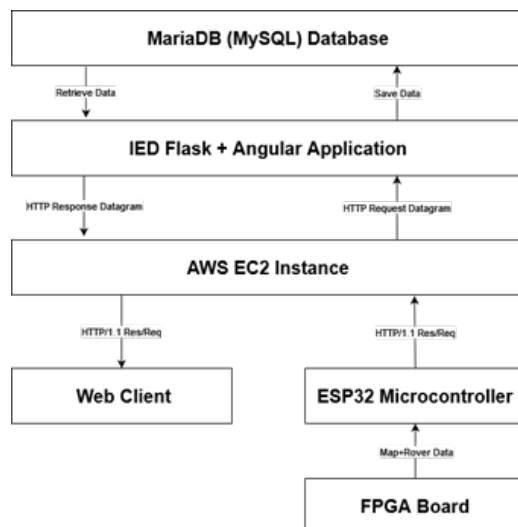 MariaDB (MySQL) Database
Retrieve Data
Save Data
IED Flask + Angular Application
HTTP Response Datagram
HTTP Request Datagram
AWS EC2 Instance
HTTP/1.1 Res/Req
HTTP/1.1 Res/Req
Web Client
ESP32 Microcontroller
Map+Rover Data
FPGA Board